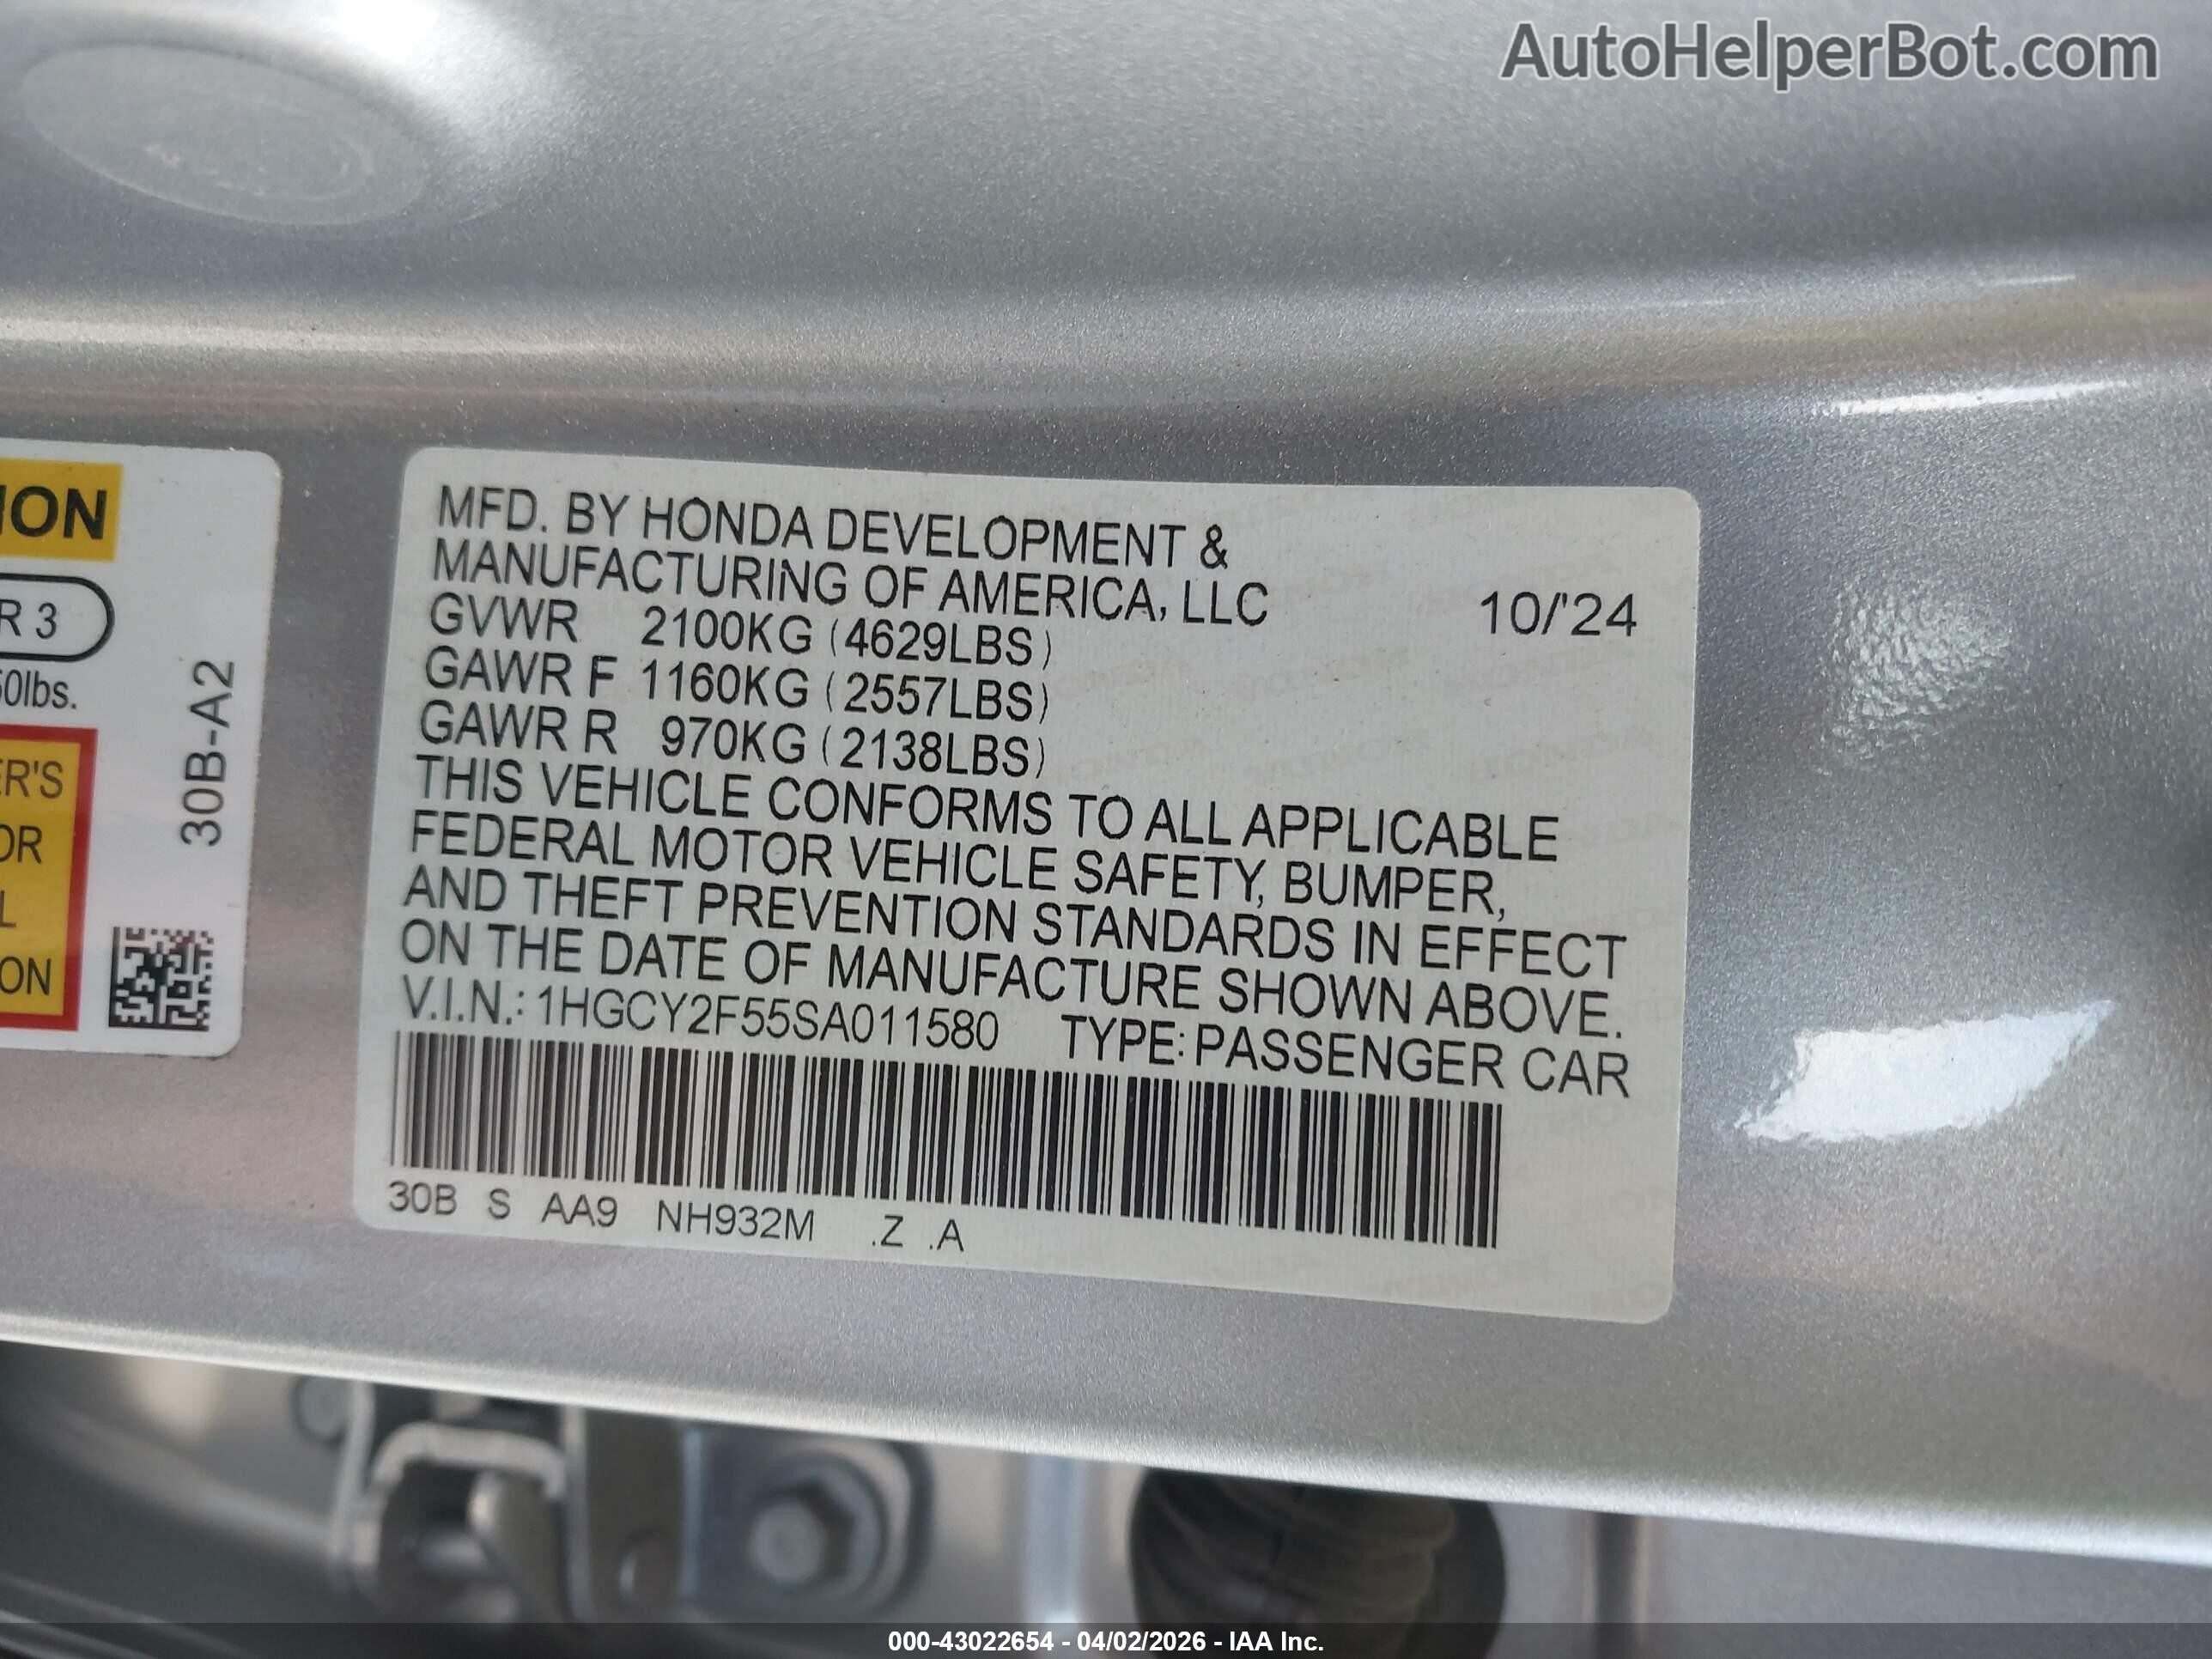 AutoHelperBot.com
ION
R 3
50lbs.
ER'S
OR
L
ON
30B-A2
MFD. BY HONDA DEVELOPMENT &
MANUFACTURING OF AMERICA, LLC 10/'24
GVWR 2100KG (4629LBS)
GAWR F 1160KG (2557LBS)
GAWR R 970KG (2138LBS)
THIS VEHICLE CONFORMS TO ALL APPLICABLE
FEDERAL MOTOR VEHICLE SAFETY, BUMPER,
AND THEFT PREVENTION STANDARDS IN EFFECT
ON THE DATE OF MANUFACTURE SHOWN ABOVE.
V.I.N.: 1HGCY2F55SA011580 TYPE: PASSENGER CAR
30B S AA9 NH932M .Z .A
000-43022654 - 04/02/2026 - IAA Inc.